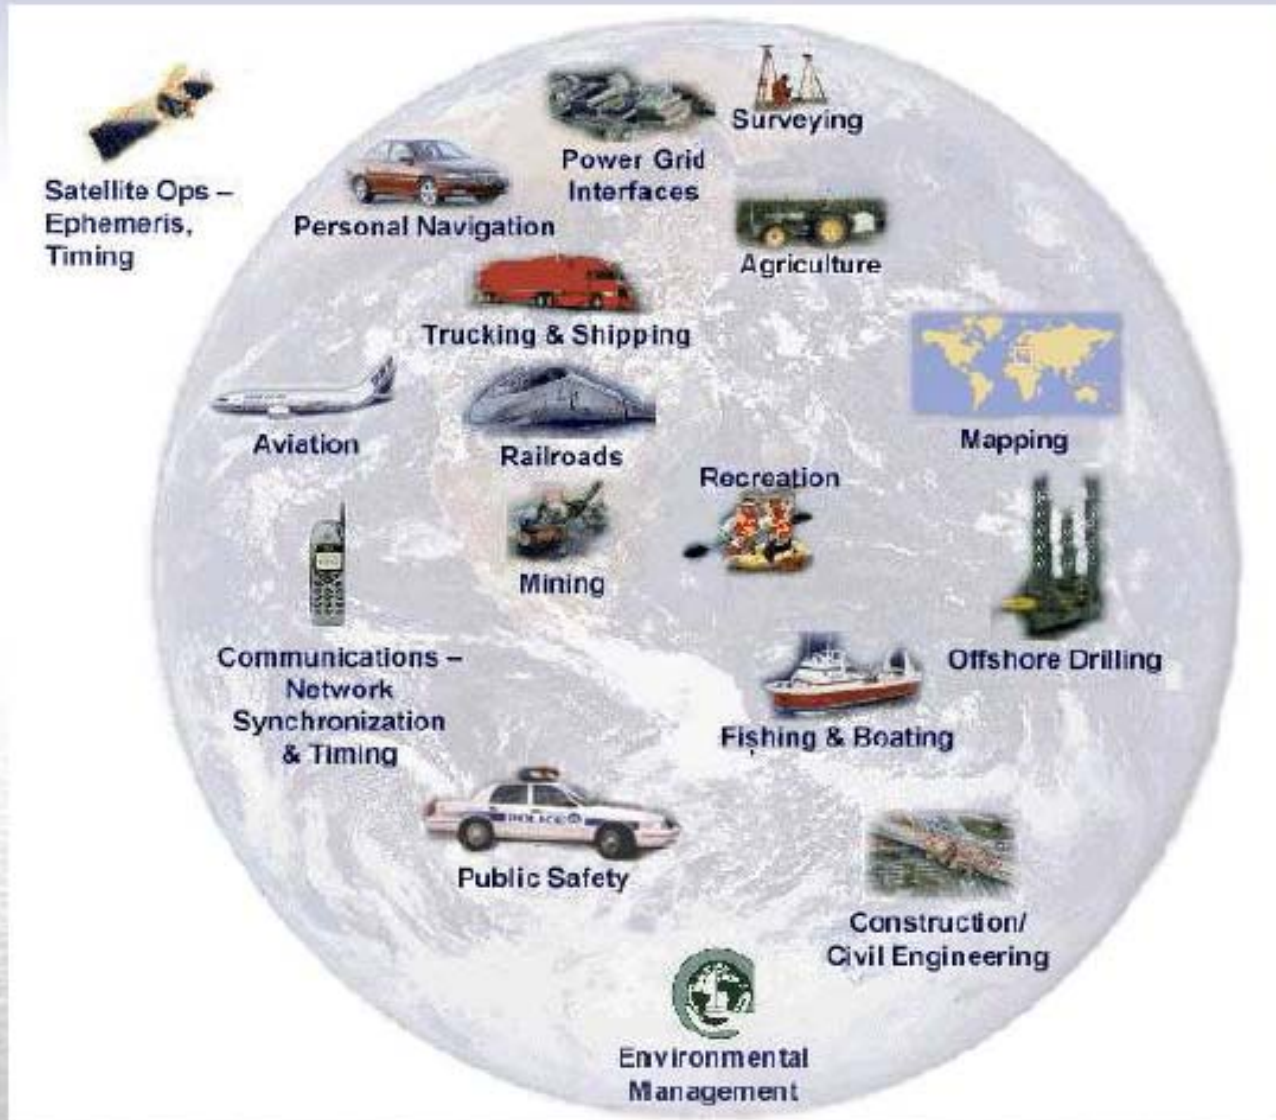 Surveying
Power Grid
Interfaces
Satellite Ops –
Ephemeris,
Timing
Personal Navigation
Agriculture
Trucking & Shipping
Aviation
Railroads
Mapping
Recreation
Mining
Communications –
Network
Synchronization
& Timing
Offshore Drilling
Fishing & Boating
POLICE
Public Safety
Construction/
Civil Engineering
Environmental
Management